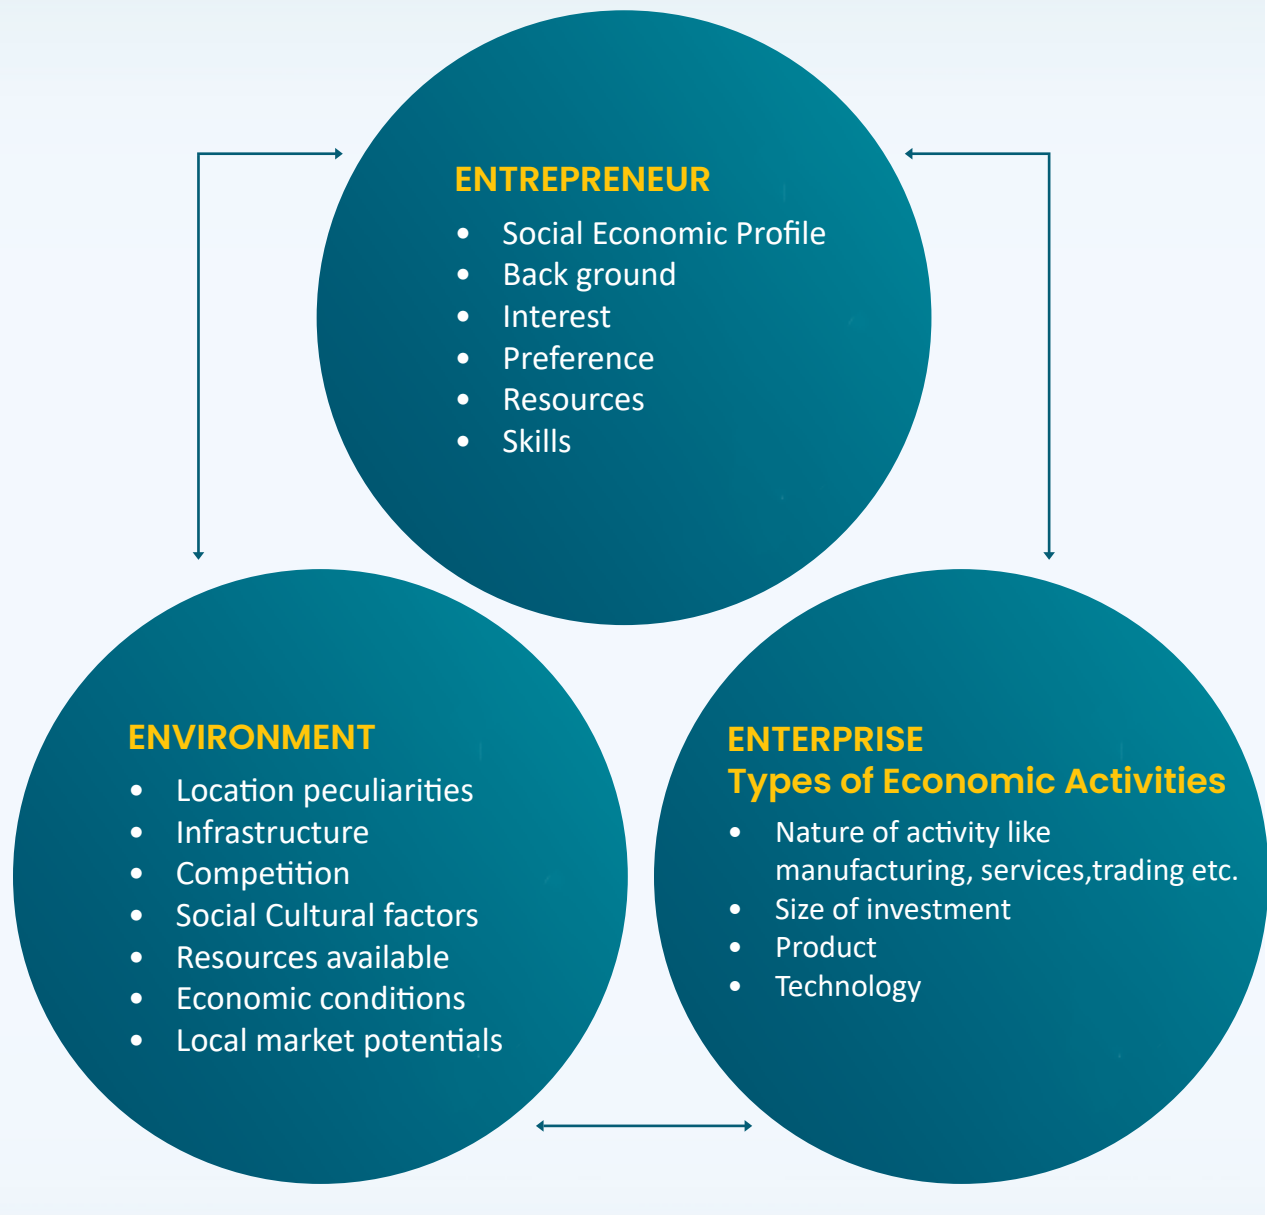 ENTREPRENEUR
• Social Economic Profile
• Back ground
• Interest
• Preference
• Resources
• Skills
ENVIRONMENT
• Location peculiarities
• Infrastructure
• Competition
• Social Cultural factors
• Resources available
• Economic conditions
• Local market potentials
ENTERPRISE
Types of Economic Activities
• Nature of activity like
manufacturing, services,trading etc.
• Size of investment
• Product
• Technology